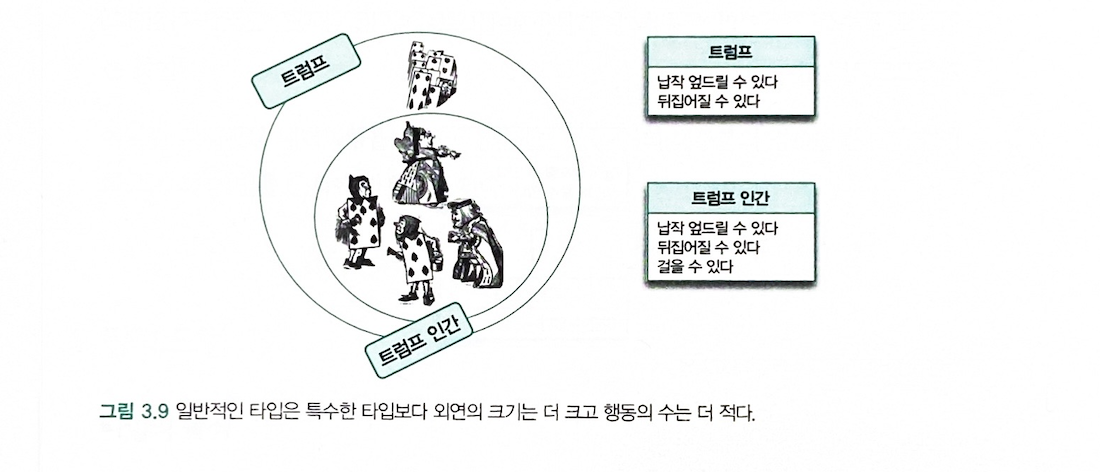 트럼프
트럼프 인간
트럼프
납작 엎드릴 수 있다
뒤집어질 수 있다
트럼프 인간
납작 엎드릴 수 있다
뒤집어질 수 있다
걸을 수 있다
그림 3.9 일반적인 타입은 특수한 타입보다 외연의 크기는 더 크고 행동의 수는 더 적다.